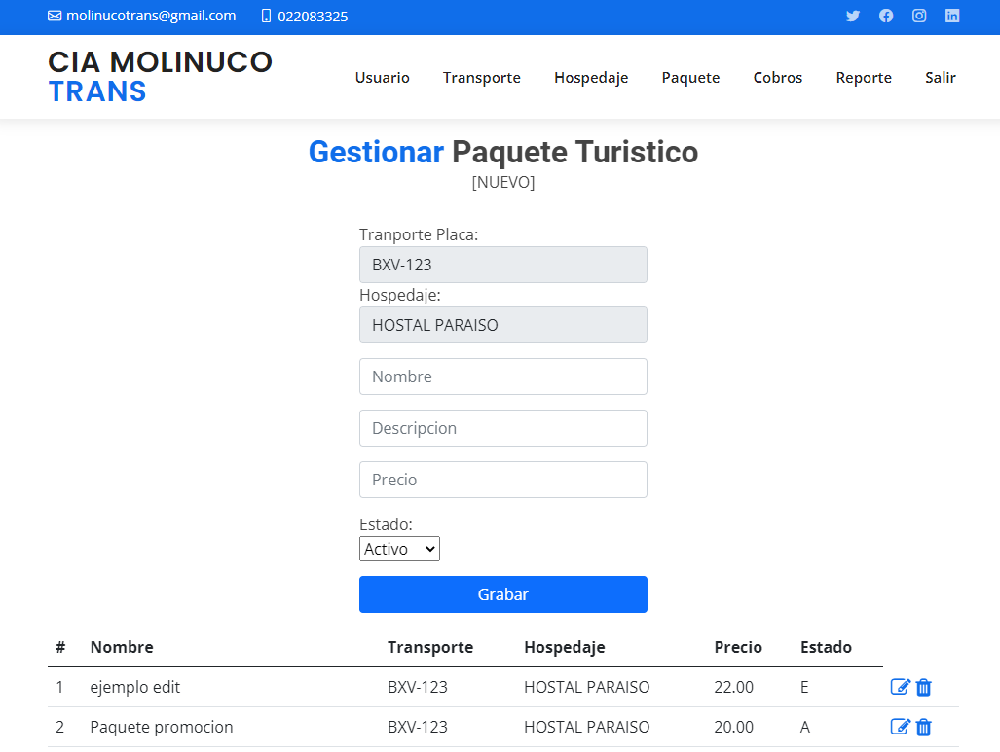 molinucotrans@gmail.com 022083325
CIA MOLINUCO
TRANS
Usuario Transporte Hospedaje Paquete Cobros Reporte Salir
Gestionar Paquete Turistico
[NUEVO]
Tranporte Placa:
BXV-123
Hospedaje:
HOSTAL PARAISO
Nombre
Descripcion
Precio
Estado:
Activo
Grabar
# Nombre Transporte Hospedaje Precio Estado
1 ejemplo edit BXV-123 HOSTAL PARAISO 22.00 E
2 Paquete promocion BXV-123 HOSTAL PARAISO 20.00 A